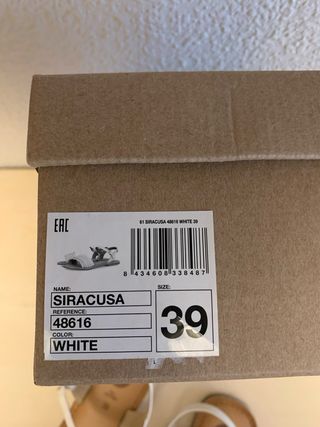 EAC
61 SIRACUSA 48616 WHITE 39
8 434608 338487
NAME:
SIRACUSA
REFERENCE:
48616
COLOR:
WHITE
SIZE:
39